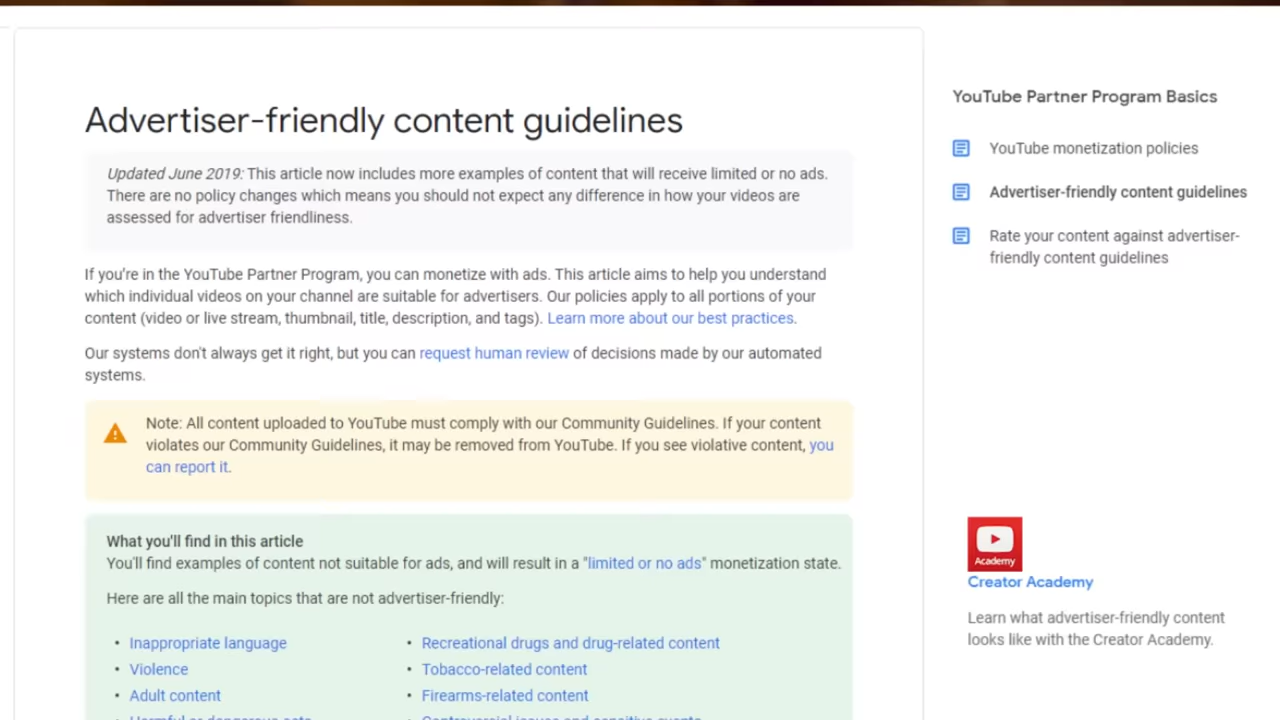 Advertiser-friendly content guidelines
Updated June 2019: This article now includes more examples of content that will receive limited or no ads.
There are no policy changes which means you should not expect any difference in how your videos are
assessed for advertiser friendliness.
If you're in the YouTube Partner Program, you can monetize with ads. This article aims to help you understand
which individual videos on your channel are suitable for advertisers. Our policies apply to all portions of your
content (video or live stream, thumbnail, title, description, and tags). Learn more about our best practices.
Our systems don't always get it right, but you can request human review of decisions made by our automated
systems.
Note: All content uploaded to YouTube must comply with our Community Guidelines. If your content
violates our Community Guidelines, it may be removed from YouTube. If you see violative content, you
can report it.
What you'll find in this article
You'll find examples of content not suitable for ads, and will result in a "limited or no ads" monetization state.
Here are all the main topics that are not advertiser-friendly:
• Inappropriate language
• Violence
• Adult content
• Harmful or dangerous acts
• Recreational drugs and drug-related content
• Tobacco-related content
• Firearms-related content
• Controversial issues and sensitive events
YouTube Partner Program Basics
YouTube monetization policies
Advertiser-friendly content guidelines
Rate your content against advertiser-
friendly content guidelines
Academy
Creator Academy
Learn what advertiser-friendly content
looks like with the Creator Academy.